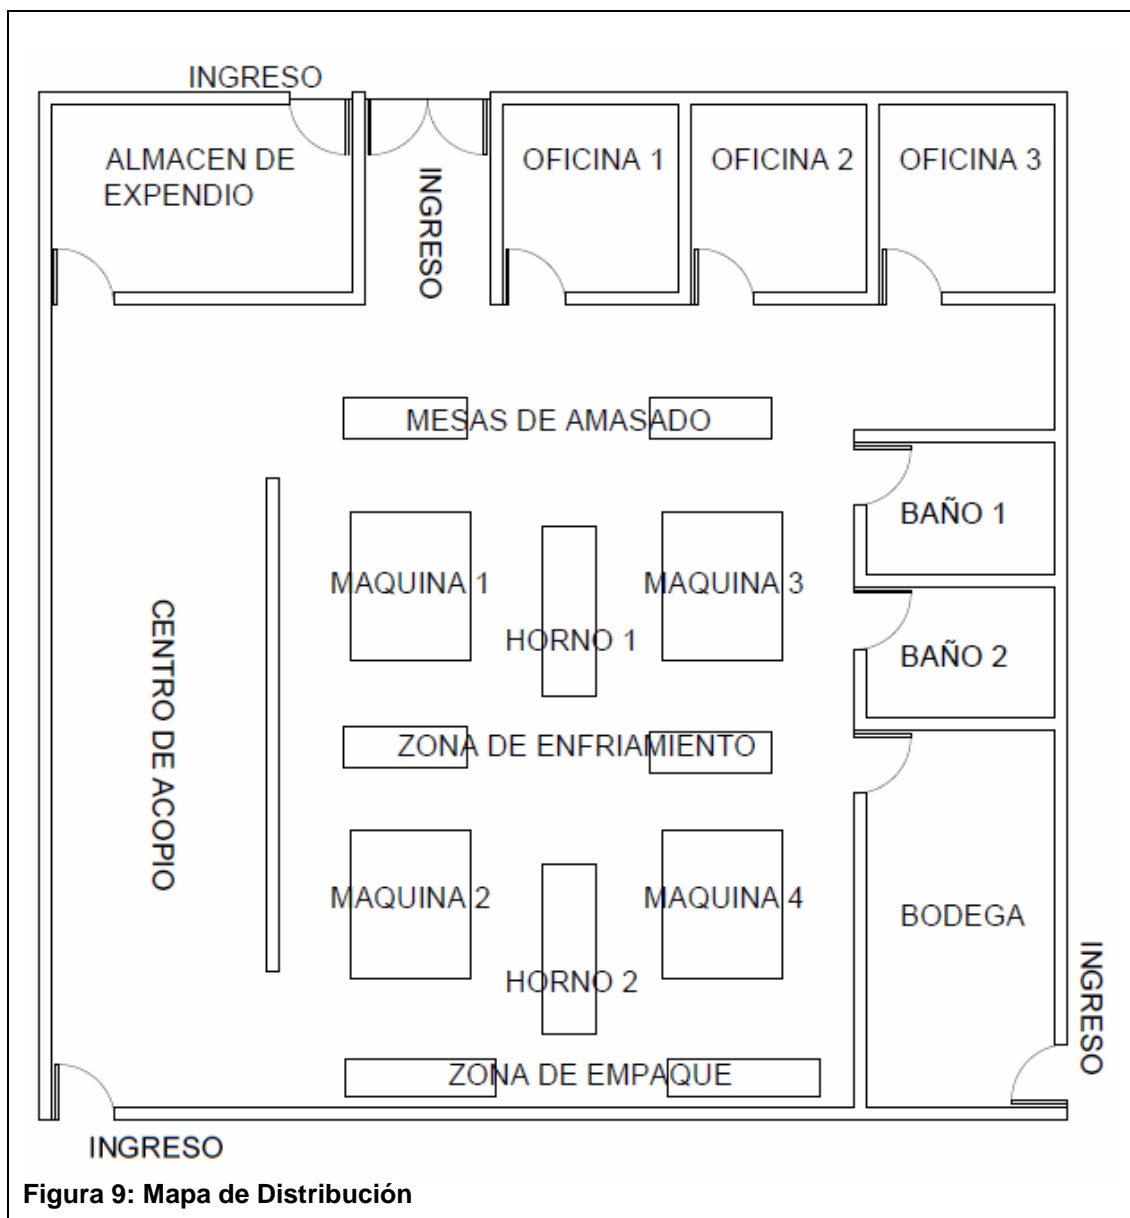 INGRESO
ALMACEN DE
EXPENDIO
INGRESO
OFICINA 1
OFICINA 2
OFICINA 3
MESAS DE AMASADO
BAÑO 1
MAQUINA 1
MAQUINA 3
HORNO 1
BAÑO 2
CENTRO DE ACOPIO
ZONA DE ENFRIAMIENTO
MAQUINA 2
MAQUINA 4
BODEGA
HORNO 2
INGRESO
ZONA DE EMPAQUE
INGRESO
Figura 9: Mapa de Distribución